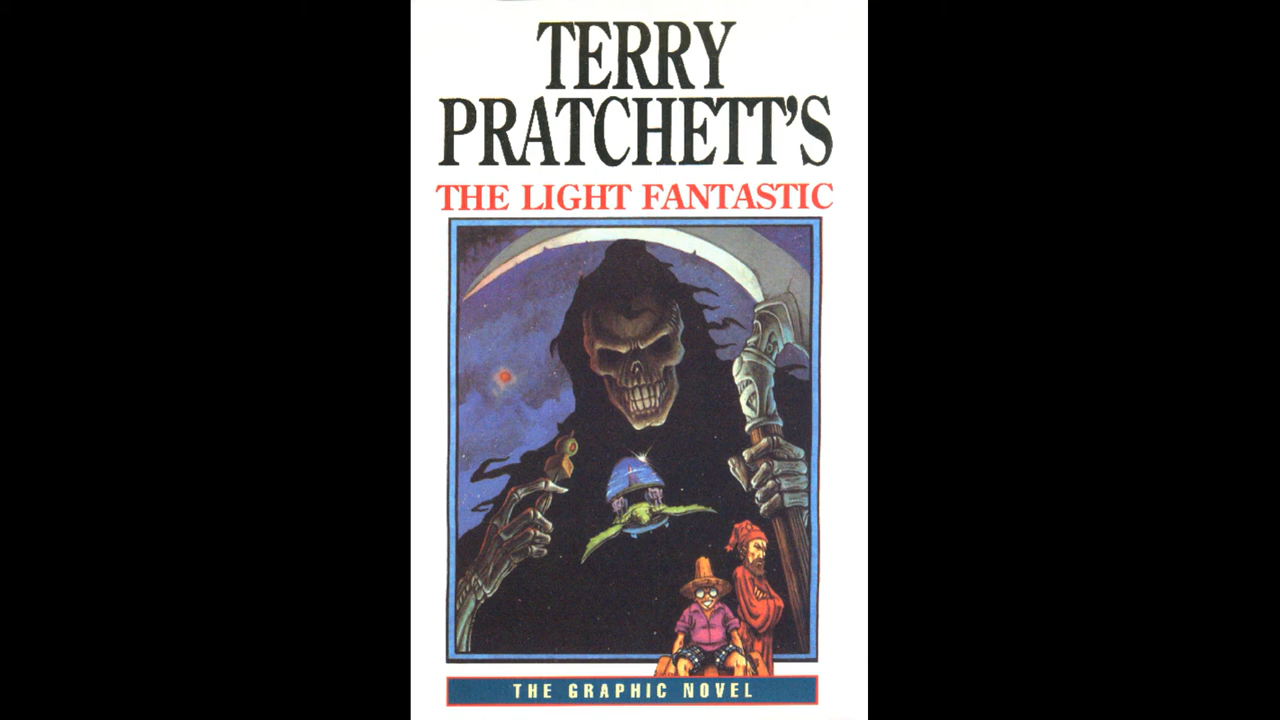 TERRY
PRATCHETT'S
THE LIGHT FANTASTIC
THE GRAPHIC NOVEL